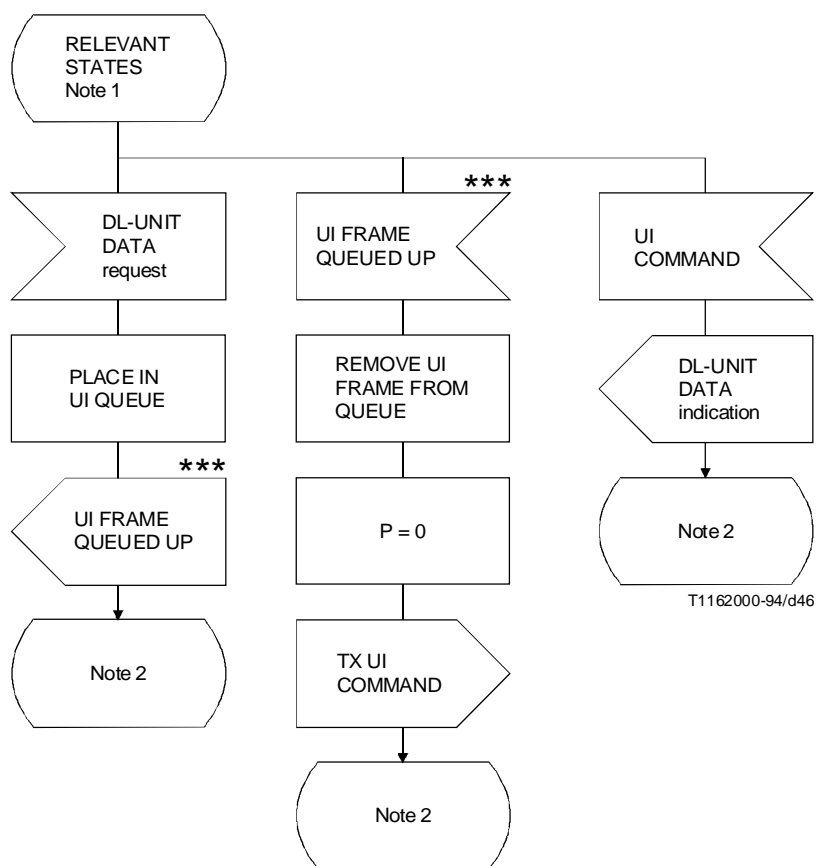 RELEVANT
STATES
Note 1
***
DL-UNIT
DATA
request
UI FRAME
QUEUED UP
UI
COMMAND
PLACE IN
UI QUEUE
REMOVE UI
FRAME FROM
QUEUE
DL-UNIT
DATA
indication
***
UI FRAME
QUEUED UP
P = 0
Note 2
T1162000-94/d46
Note 2
TX UI
COMMAND
Note 2